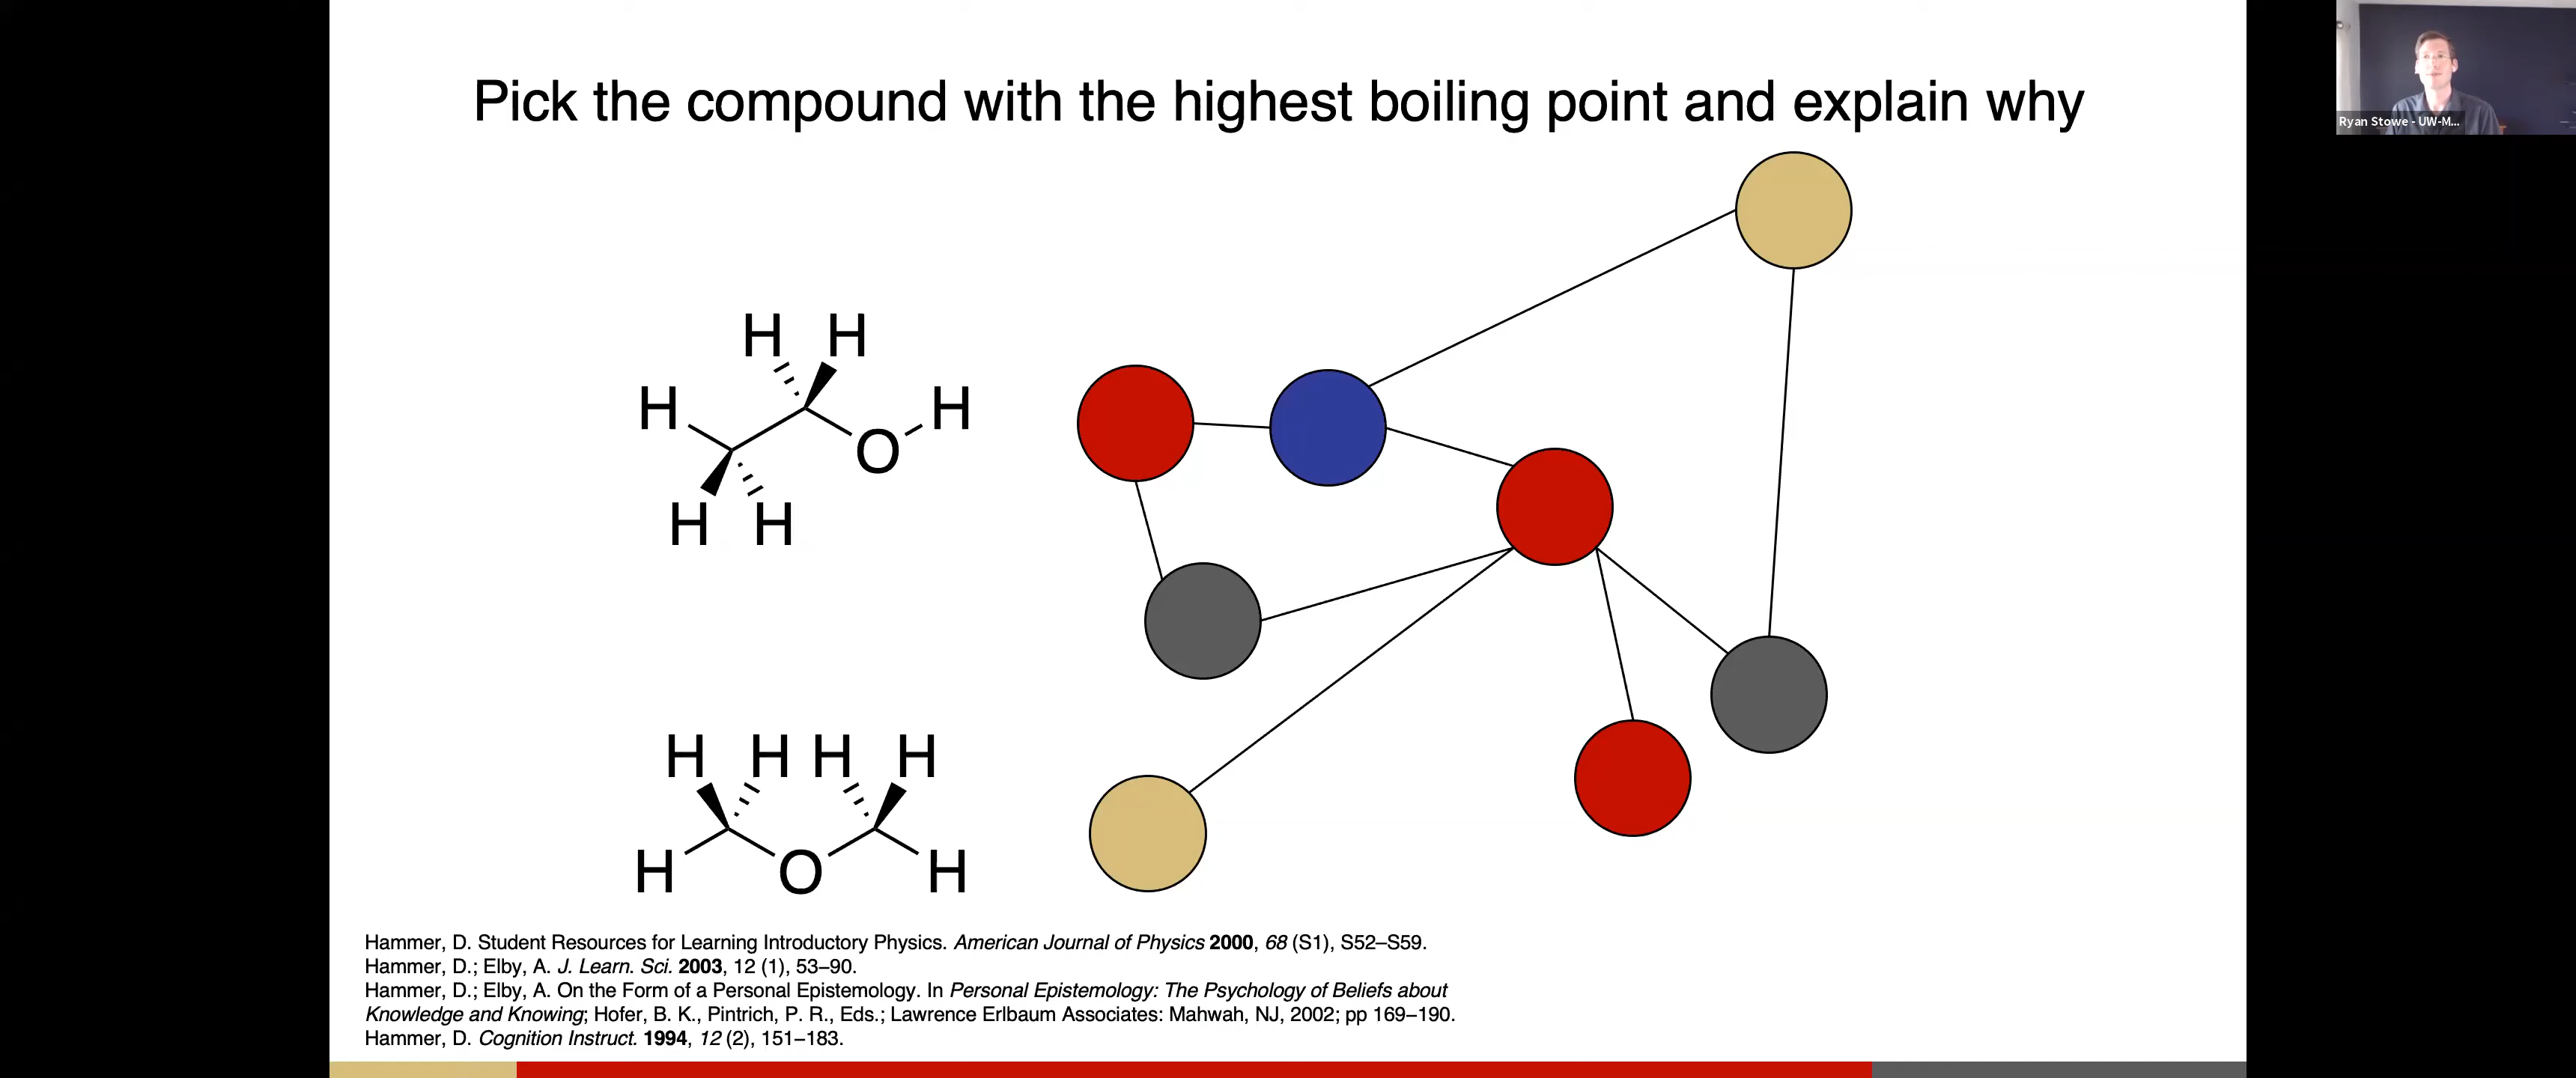 Pick the compound with the highest boiling point and explain why
Ryan Stowe - UW-M...
H H
H H
O
H H
H H H H
H O H
Hammer, D. Student Resources for Learning Introductory Physics. American Journal of Physics 2000, 68 (S1), S52–S59.
Hammer, D.; Elby, A. J. Learn. Sci. 2003, 12 (1), 53–90.
Hammer, D.; Elby, A. On the Form of a Personal Epistemology. In Personal Epistemology: The Psychology of Beliefs about
Knowledge and Knowing; Hofer, B. K., Pintrich, P. R., Eds.; Lawrence Erlbaum Associates: Mahwah, NJ, 2002; pp 169–190.
Hammer, D. Cognition Instruct. 1994, 12 (2), 151–183.